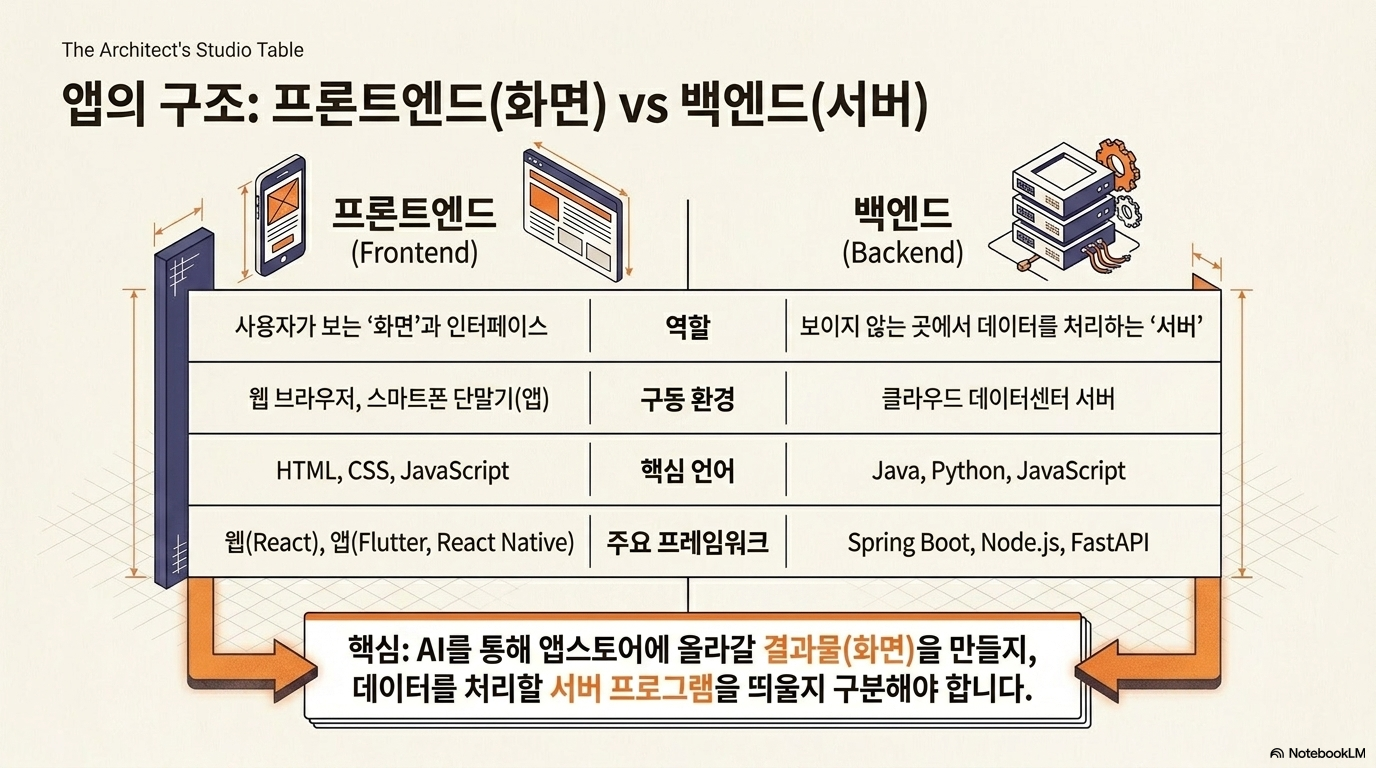 The Architect's Studio Table
앱의 구조: 프론트엔드(화면) vs 백엔드(서버)
프론트엔드
(Frontend)
백엔드
(Backend)
사용자가 보는 ‘화면’과 인터페이스
역할
보이지 않는 곳에서 데이터를 처리하는 ‘서버’
웹 브라우저, 스마트폰 단말기(앱)
구동 환경
클라우드 데이터센터 서버
HTML, CSS, JavaScript
핵심 언어
Java, Python, JavaScript
웹(React), 앱(Flutter, React Native)
주요 프레임워크
Spring Boot, Node.js, FastAPI
핵심: AI를 통해 앱스토어에 올라갈 결과물(화면)을 만들지,
데이터를 처리할 서버 프로그램을 띄울지 구분해야 합니다.
NotebookLM